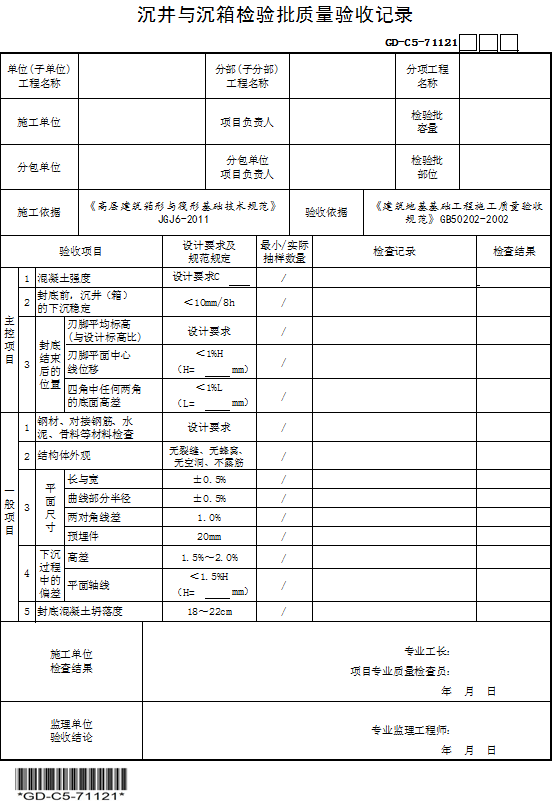 沉井与沉箱检验批质量验收记录
GD-C5-71121
单位(子单位)
工程名称
分部(子分部)
工程名称
分项工程
名称
施工单位
项目负责人
检验批
容量
分包单位
分包单位
项目负责人
检验批
部位
施工依据
《高层建筑箱形与筏形基础技术规范》
JGJ6-2011
验收依据
《建筑地基基础工程施工质量验收
规范》GB50202-2002
验收项目
设计要求及
规范规定
最小/实际
抽样数量
检查记录
检查结果
主控项目
1
混凝土强度
设计要求C
/
2
封底前,沉井(箱)
的下沉稳定
<10mm/8h
/
3
封底
结束
后的
位置
刃脚平均标高
(与设计标高比)
设计要求
/
刃脚平面中心
线位移
<1%H
(H= mm)
/
四角中任何两角
的底面高差
<1%L
(L= mm)
/
一般项目
1
钢材、对接钢筋、水
泥、骨料等材料检查
设计要求
/
2
结构体外观
无裂缝、无蜂窝、
无空洞、不露筋
/
3
平面尺寸
长与宽
±0.5%
/
曲线部分半径
±0.5%
/
两对角线差
1.0%
/
预埋件
20mm
/
4
下沉
过程
中的
偏差
高差
1.5%~2.0%
/
平面轴线
<1.5%H
(H= mm)
/
5
封底混凝土坍落度
18~22cm
/
施工单位
检查结果
专业工长:
项目专业质量检查员:
年 月 日
监理单位
验收结论
专业监理工程师:
年 月 日
*GD-C5-71121*